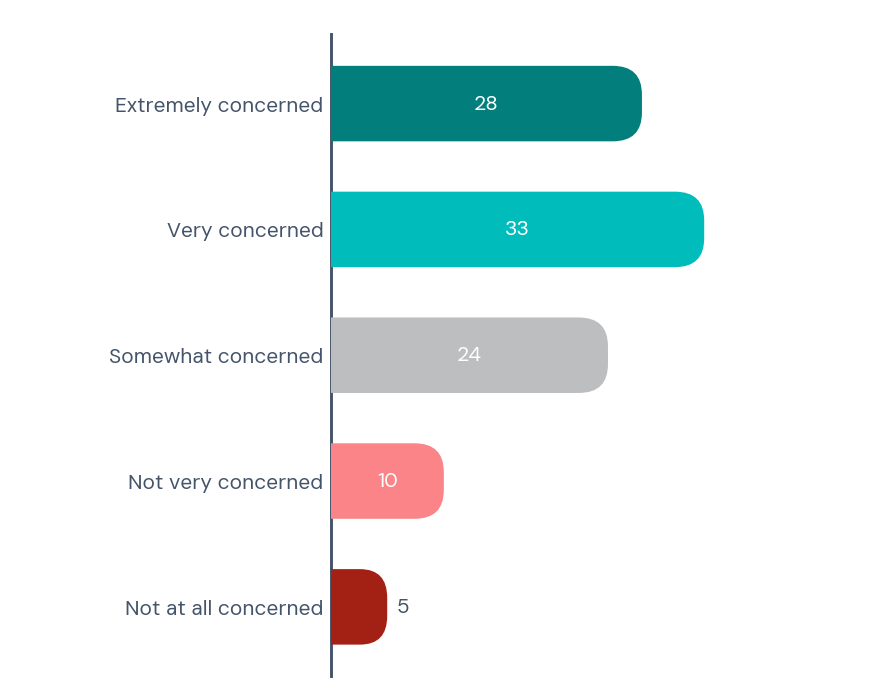 Extremely concerned 28
Very concerned 33
Somewhat concerned 24
Not very concerned 10
Not at all concerned 5